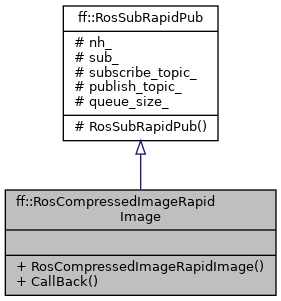 ff::RosSubRapidPub
# nh_
# sub_
# subscribe_topic_
# publish_topic_
# queue_size_
# RosSubRapidPub()
ff::RosCompressedImageRapid
Image
+ RosCompressedImageRapidImage()
+ CallBack()